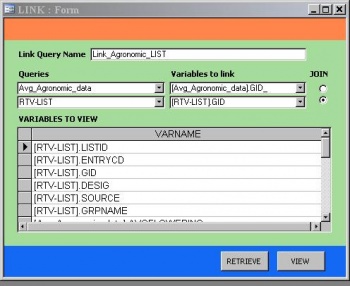 LINK : Form
Link Query Name Link_Agronomic_LIST
Queries Variables to link JOIN
Avg_Agronomic_data [Avg_Agronomic_data].GID_
RTV-LIST [RTV-LIST].GID
VARIABLES TO VIEW
VARNAME
[RTV-LIST].LISTID
[RTV-LIST].ENTRYCD
[RTV-LIST].GID
[RTV-LIST].DESIG
[RTV-LIST].SOURCE
[RTV-LIST].GRPNAME
RETRIEVE VIEW